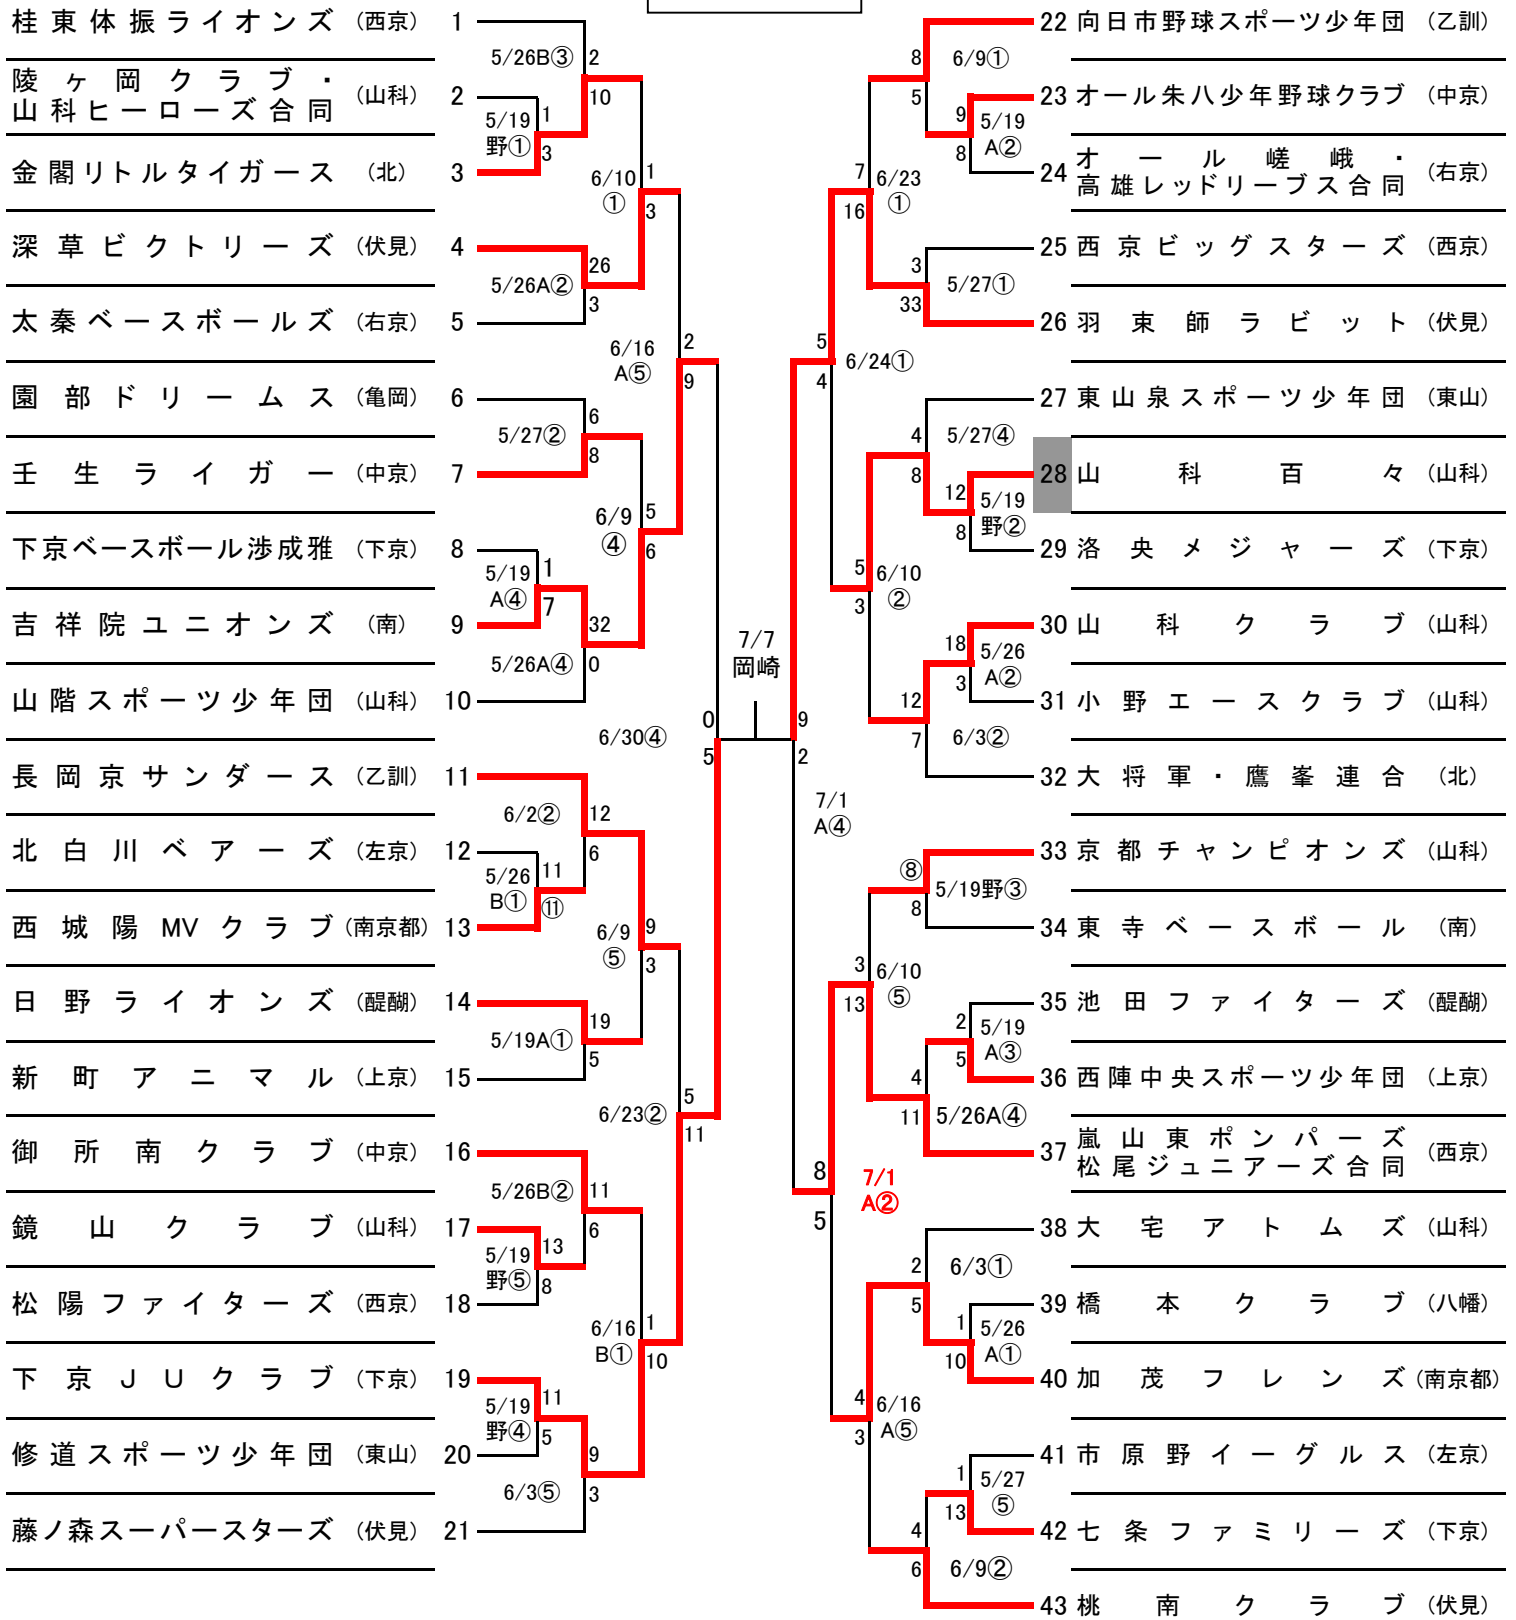 桂東体振ライオンズ (西京) 1
5/26B③ 2
10
陵ヶ岡クラブ・
山科ヒーローズ合同 (山科) 2
5/19 1
野① 3
金閣リトルタイガース (北) 3
6/10 1
① 3
深草ビクトリーズ (伏見) 4
5/26A② 26
3
太秦ベースボールズ (右京) 5
6/16 2
A⑤ 9
園部ドリームス (亀岡) 6
5/27② 6
8
壬生ライガー (中京) 7
6/9 5
④ 6
下京ベースボール渉成雅 (下京) 8
5/19 1
A④ 7
吉祥院ユニオンズ (南) 9
32
5/26A④ 0
山階スポーツ少年団 (山科) 10
6/30④ 0
5
長岡京サンダース (乙訓) 11
6/2② 12
6
北白川ベアーズ (左京) 12
5/26 11
B① ⑪
西城陽MVクラブ (南京都) 13
6/9 9
⑤ 3
日野ライオンズ (醍醐) 14
5/19A① 19
5
新町アニマル (上京) 15
6/23② 5
11
御所南クラブ (中京) 16
5/26B② 11
6
鏡山クラブ (山科) 17
5/19 13
野⑤ 8
松陽ファイターズ (西京) 18
6/16 1
B① 10
下京JUクラブ (下京) 19
5/19 11
野④ 5
修道スポーツ少年団 (東山) 20
6/3⑤ 9
3
藤ノ森スーパースターズ (伏見) 21
7/7
岡崎
22 向日市野球スポーツ少年団 (乙訓)
8 6/9①
5
23 オール朱八少年野球クラブ (中京)
9 5/19
8 A②
24 オール嵯峨・
高雄レッドリーブス合同 (右京)
7 6/23
16 ①
25 西京ビッグスターズ (西京)
3 5/27①
33
26 羽束師ラビット (伏見)
5 6/24①
4
27 東山泉スポーツ少年団 (東山)
4 5/27④
8
28 山科百々 (山科)
12 5/19
8 野②
29 洛央メジャーズ (下京)
5 6/10
3 ②
30 山科クラブ (山科)
18 5/26
3 A②
31 小野エースクラブ (山科)
12
7 6/3②
32 大将軍・鷹峯連合 (北)
9
2
7/1
A④
33 京都チャンピオンズ (山科)
⑧ 5/19野③
8
34 東寺ベースボール (南)
3 6/10
13 ⑤
35 池田ファイターズ (醍醐)
2 5/19
5 A③
36 西陣中央スポーツ少年団 (上京)
4
11 5/26A④
37 嵐山東ポンパーズ
松尾ジュニアーズ合同 (西京)
8 7/1
5 A②
38 大宅アトムズ (山科)
2 6/3①
5
39 橋本クラブ (八幡)
1 5/26
10 A①
40 加茂フレンズ (南京都)
4 6/16
3 A⑤
41 市原野イーグルス (左京)
1 5/27
13 ⑤
42 七条ファミリーズ (下京)
4
6 6/9②
43 桃南クラブ (伏見)